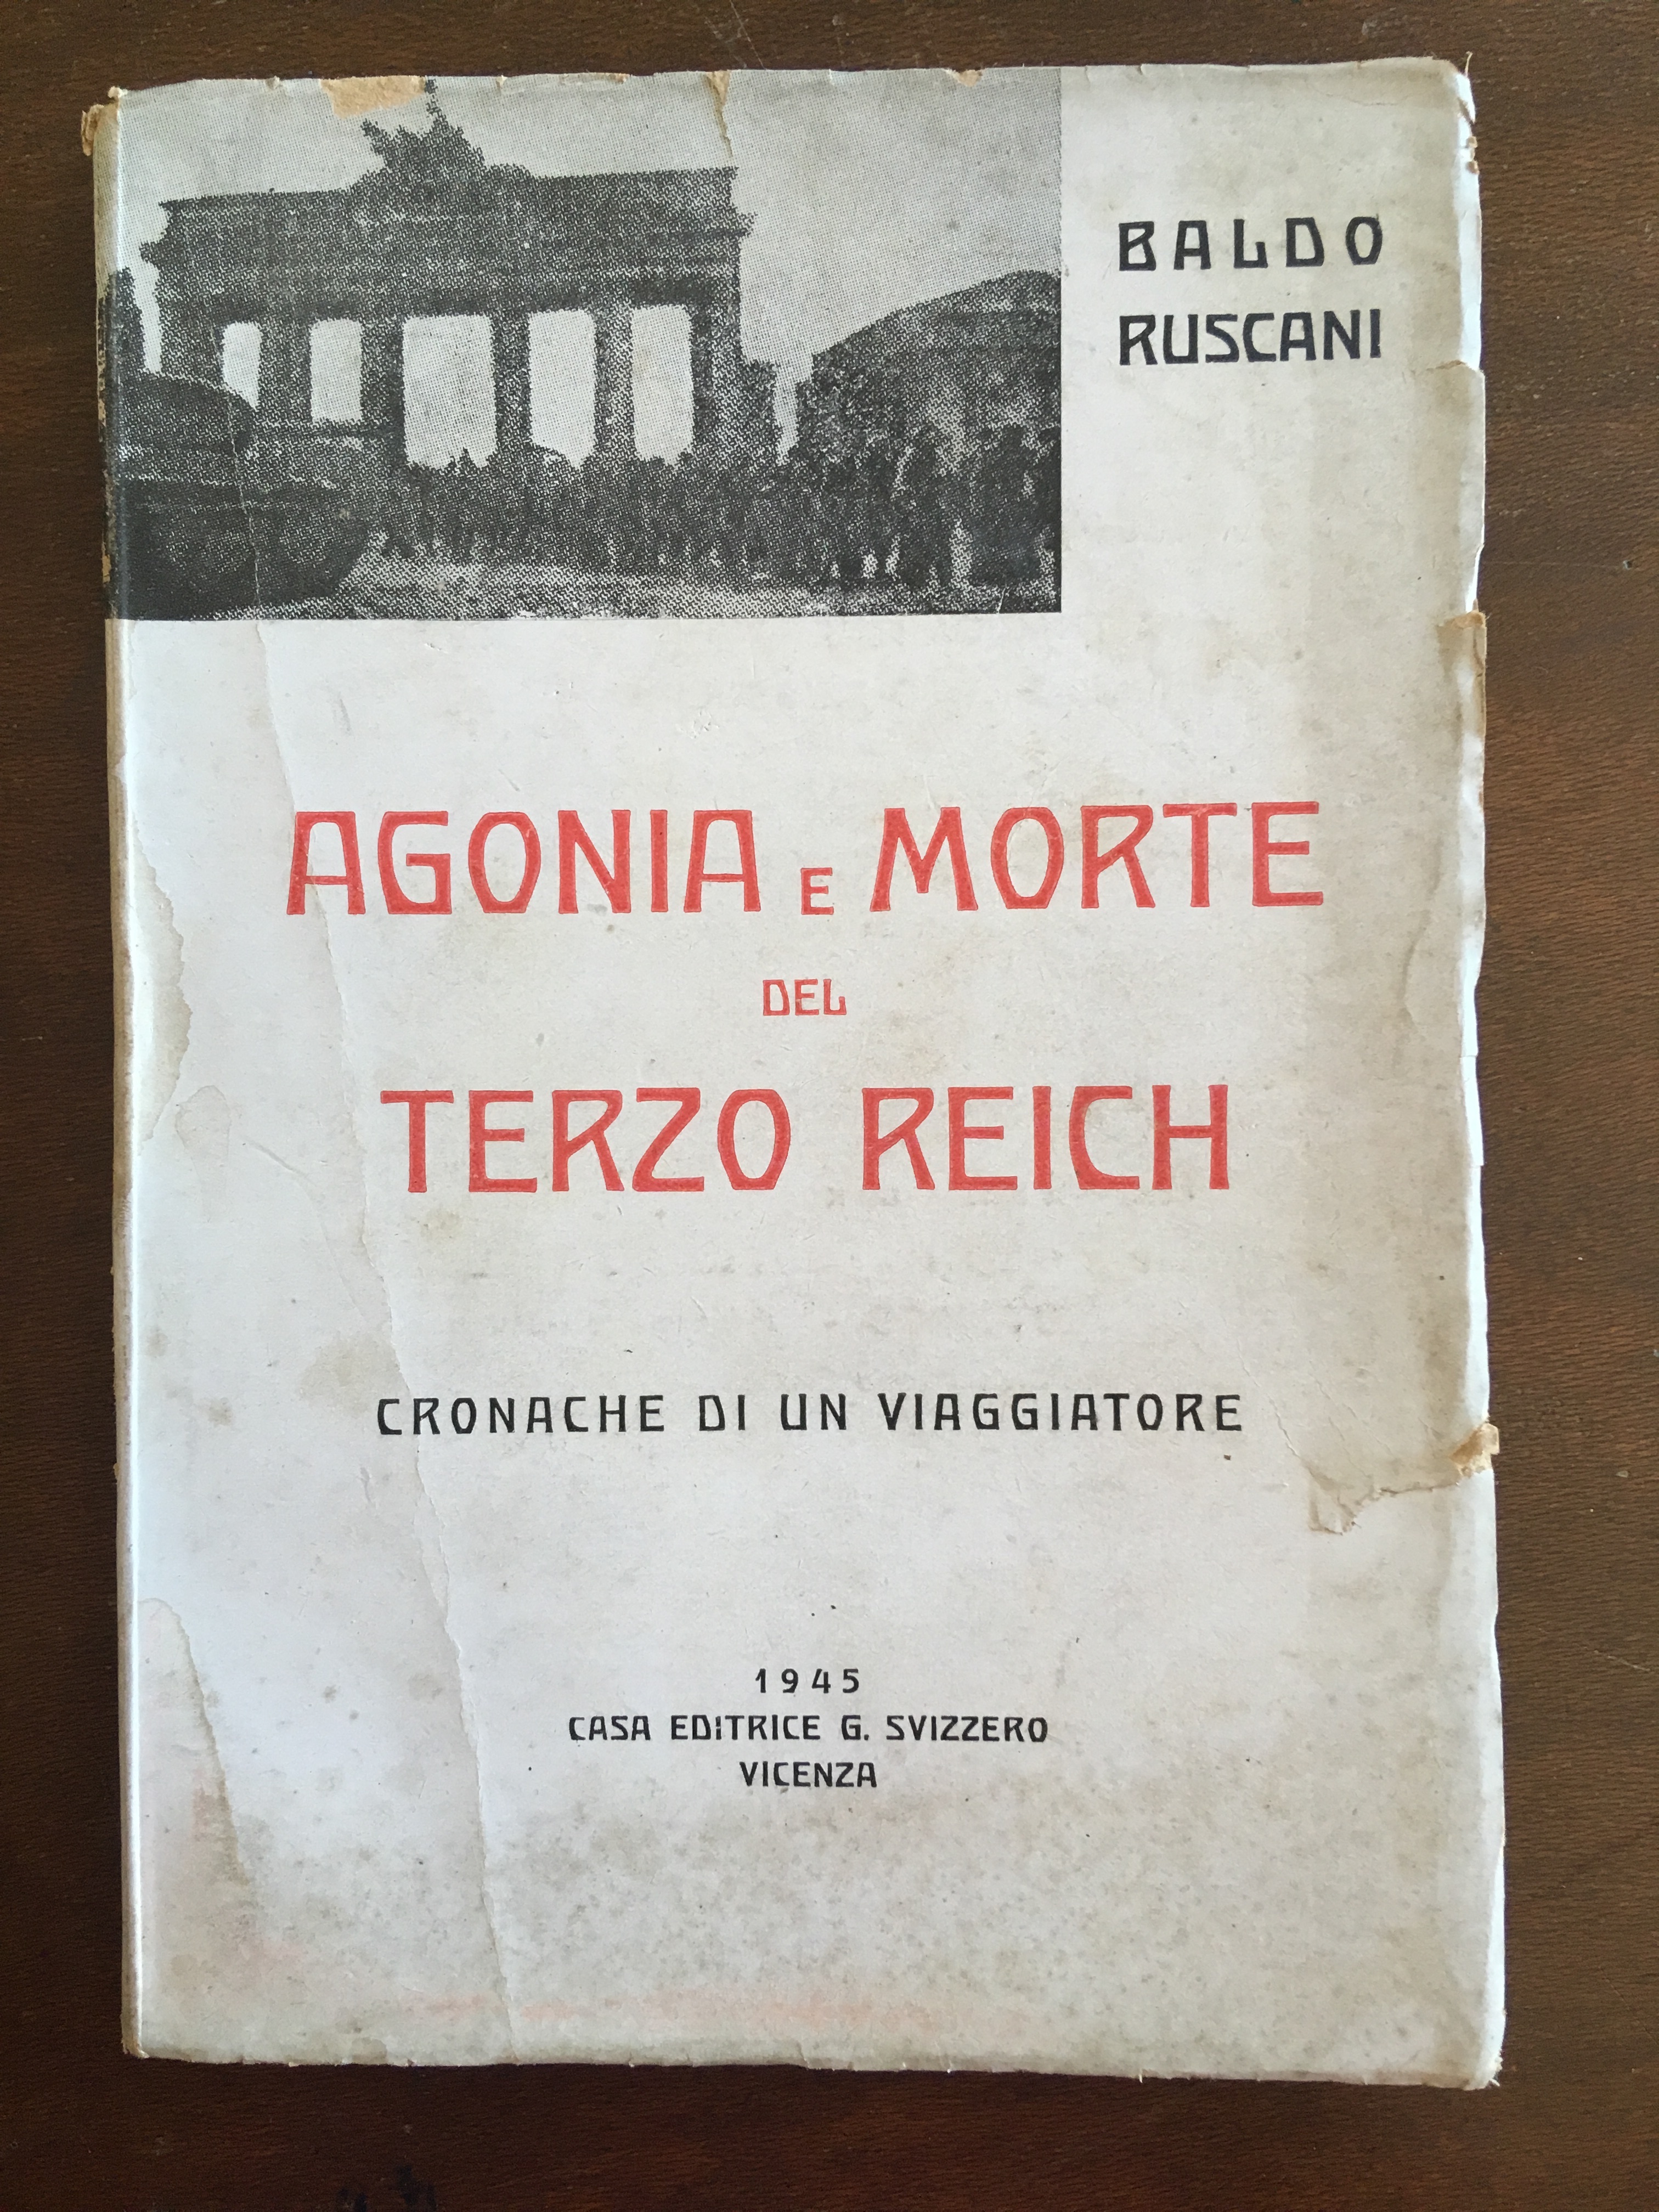 BALDO
RUSCANI
AGONIA E MORTE
DEL
TERZO REICH
CRONACHE DI UN VIAGGIATORE
1945
CASA EDITRICE G. SVIZZERO
VICENZA